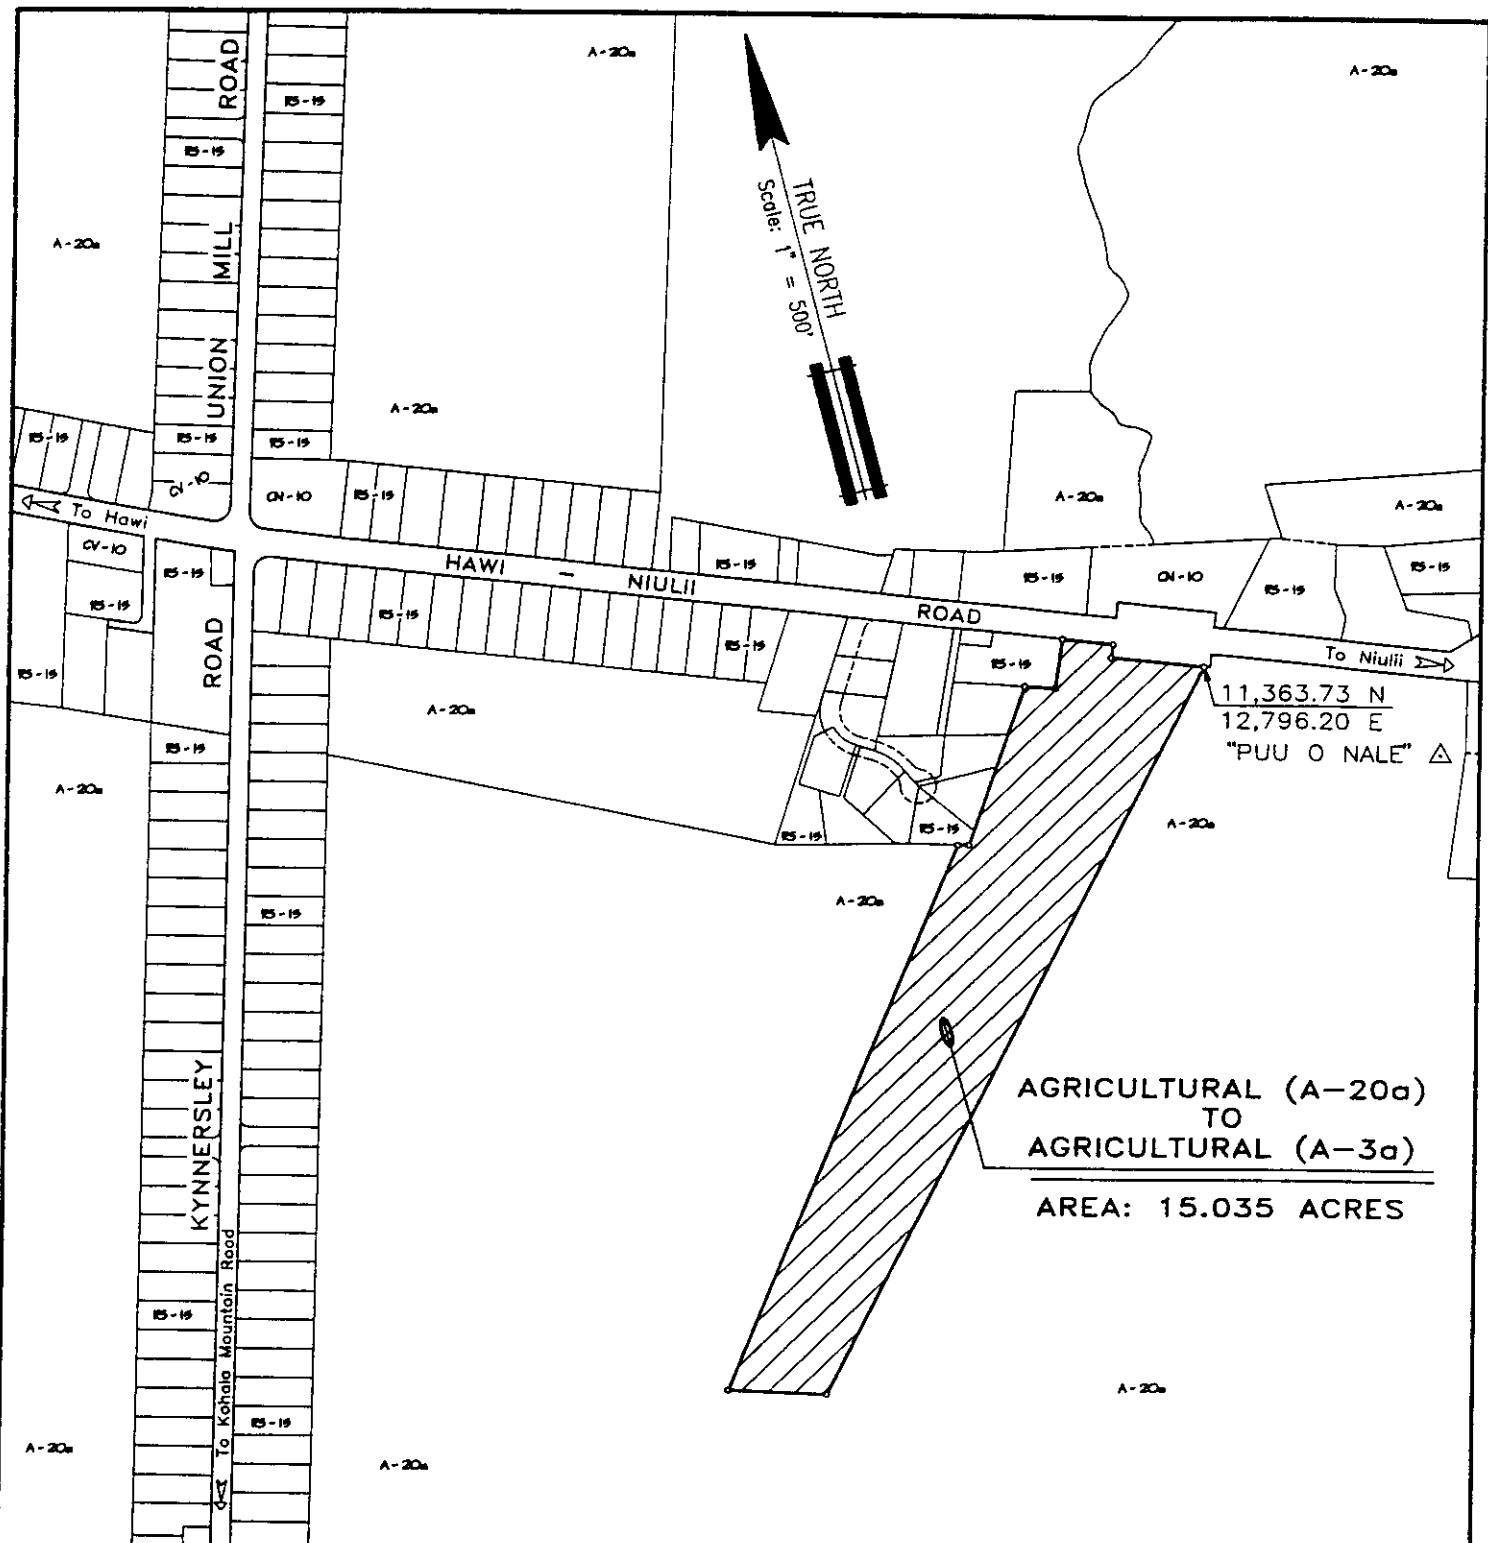 A-20a
A-20a
ROAD
RS-15
RS-15
TRUE NORTH
Scale: 1" = 500'
A-20a
MILL
UNION
A-20a
RS-15
RS-15
RS-15
CV-10
CN-10
RS-15
A-20a
A-20a
To Hawi
CV-10
RS-15
HAWI - NIULII ROAD
RS-15
RS-15
CN-10
RS-15
RS-15
RS-15
RS-15
RS-15
RS-15
To Niulii
ROAD
RS-15
A-20a
11,363.73 N
12,796.20 E
"PUU O NALE"
RS-15
A-20a
A-20a
RS-15
RS-15
A-20a
RS-15
AGRICULTURAL (A-20a)
TO
AGRICULTURAL (A-3a)
AREA: 15.035 ACRES
KYNNERSLEY
To Kohala Mountain Road
RS-15
RS-15
A-20a
A-20a
A-20a